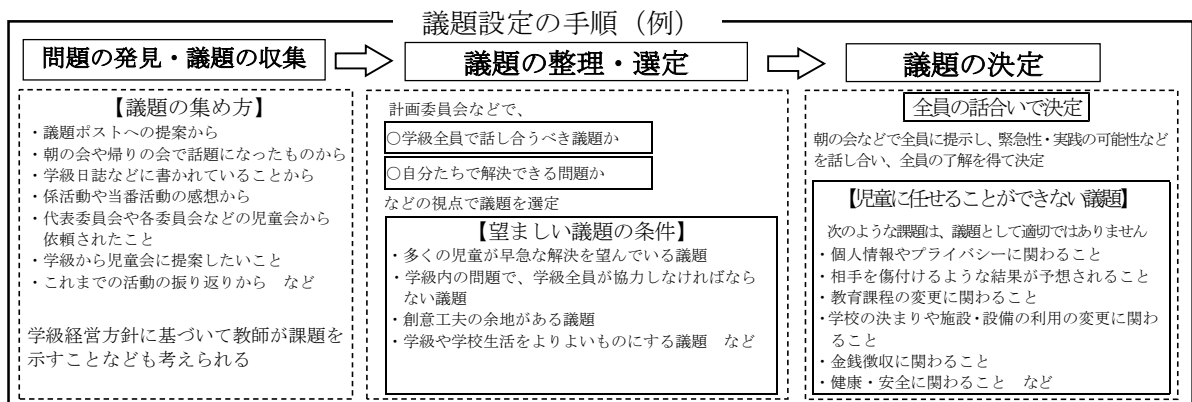 議題設定の手順（例）
問題の発見・議題の収集
【議題の集め方】
・議題ポストへの提案から
・朝の会や帰りの会で話題になったものから
・学級日誌などに書かれていることから
・係活動や当番活動の感想から
・代表委員会や各委員会などの児童会から
依頼されたこと
・学級から児童会に提案したいこと
・これまでの活動の振り返りから　など
学級経営方針に基づいて教師が課題を
示すことなども考えられる
議題の整理・選定
計画委員会などで、
○学級全員で話し合うべき議題か
○自分たちで解決できる問題か
などの視点で議題を選定
【望ましい議題の条件】
・多くの児童が早急な解決を望んでいる議題
・学級内の問題で、学級全員が協力しなければなら
ない議題
・創意工夫の余地がある議題
・学級や学校生活をよりよいものにする議題　など
議題の決定
全員の話合いで決定
朝の会などで全員に提示し、緊急性・実践の可能性など
を話し合い、全員の了解を得て決定
【児童に任せることができない議題】
次のような課題は、議題として適切ではありません
・個人情報やプライバシーに関わること
・相手を傷付けるような結果が予想されること
・教育課程の変更に関わること
・学校の決まりや施設・設備の利用の変更に関わ
ること
・金銭徴収に関わること
・健康・安全に関わること　など